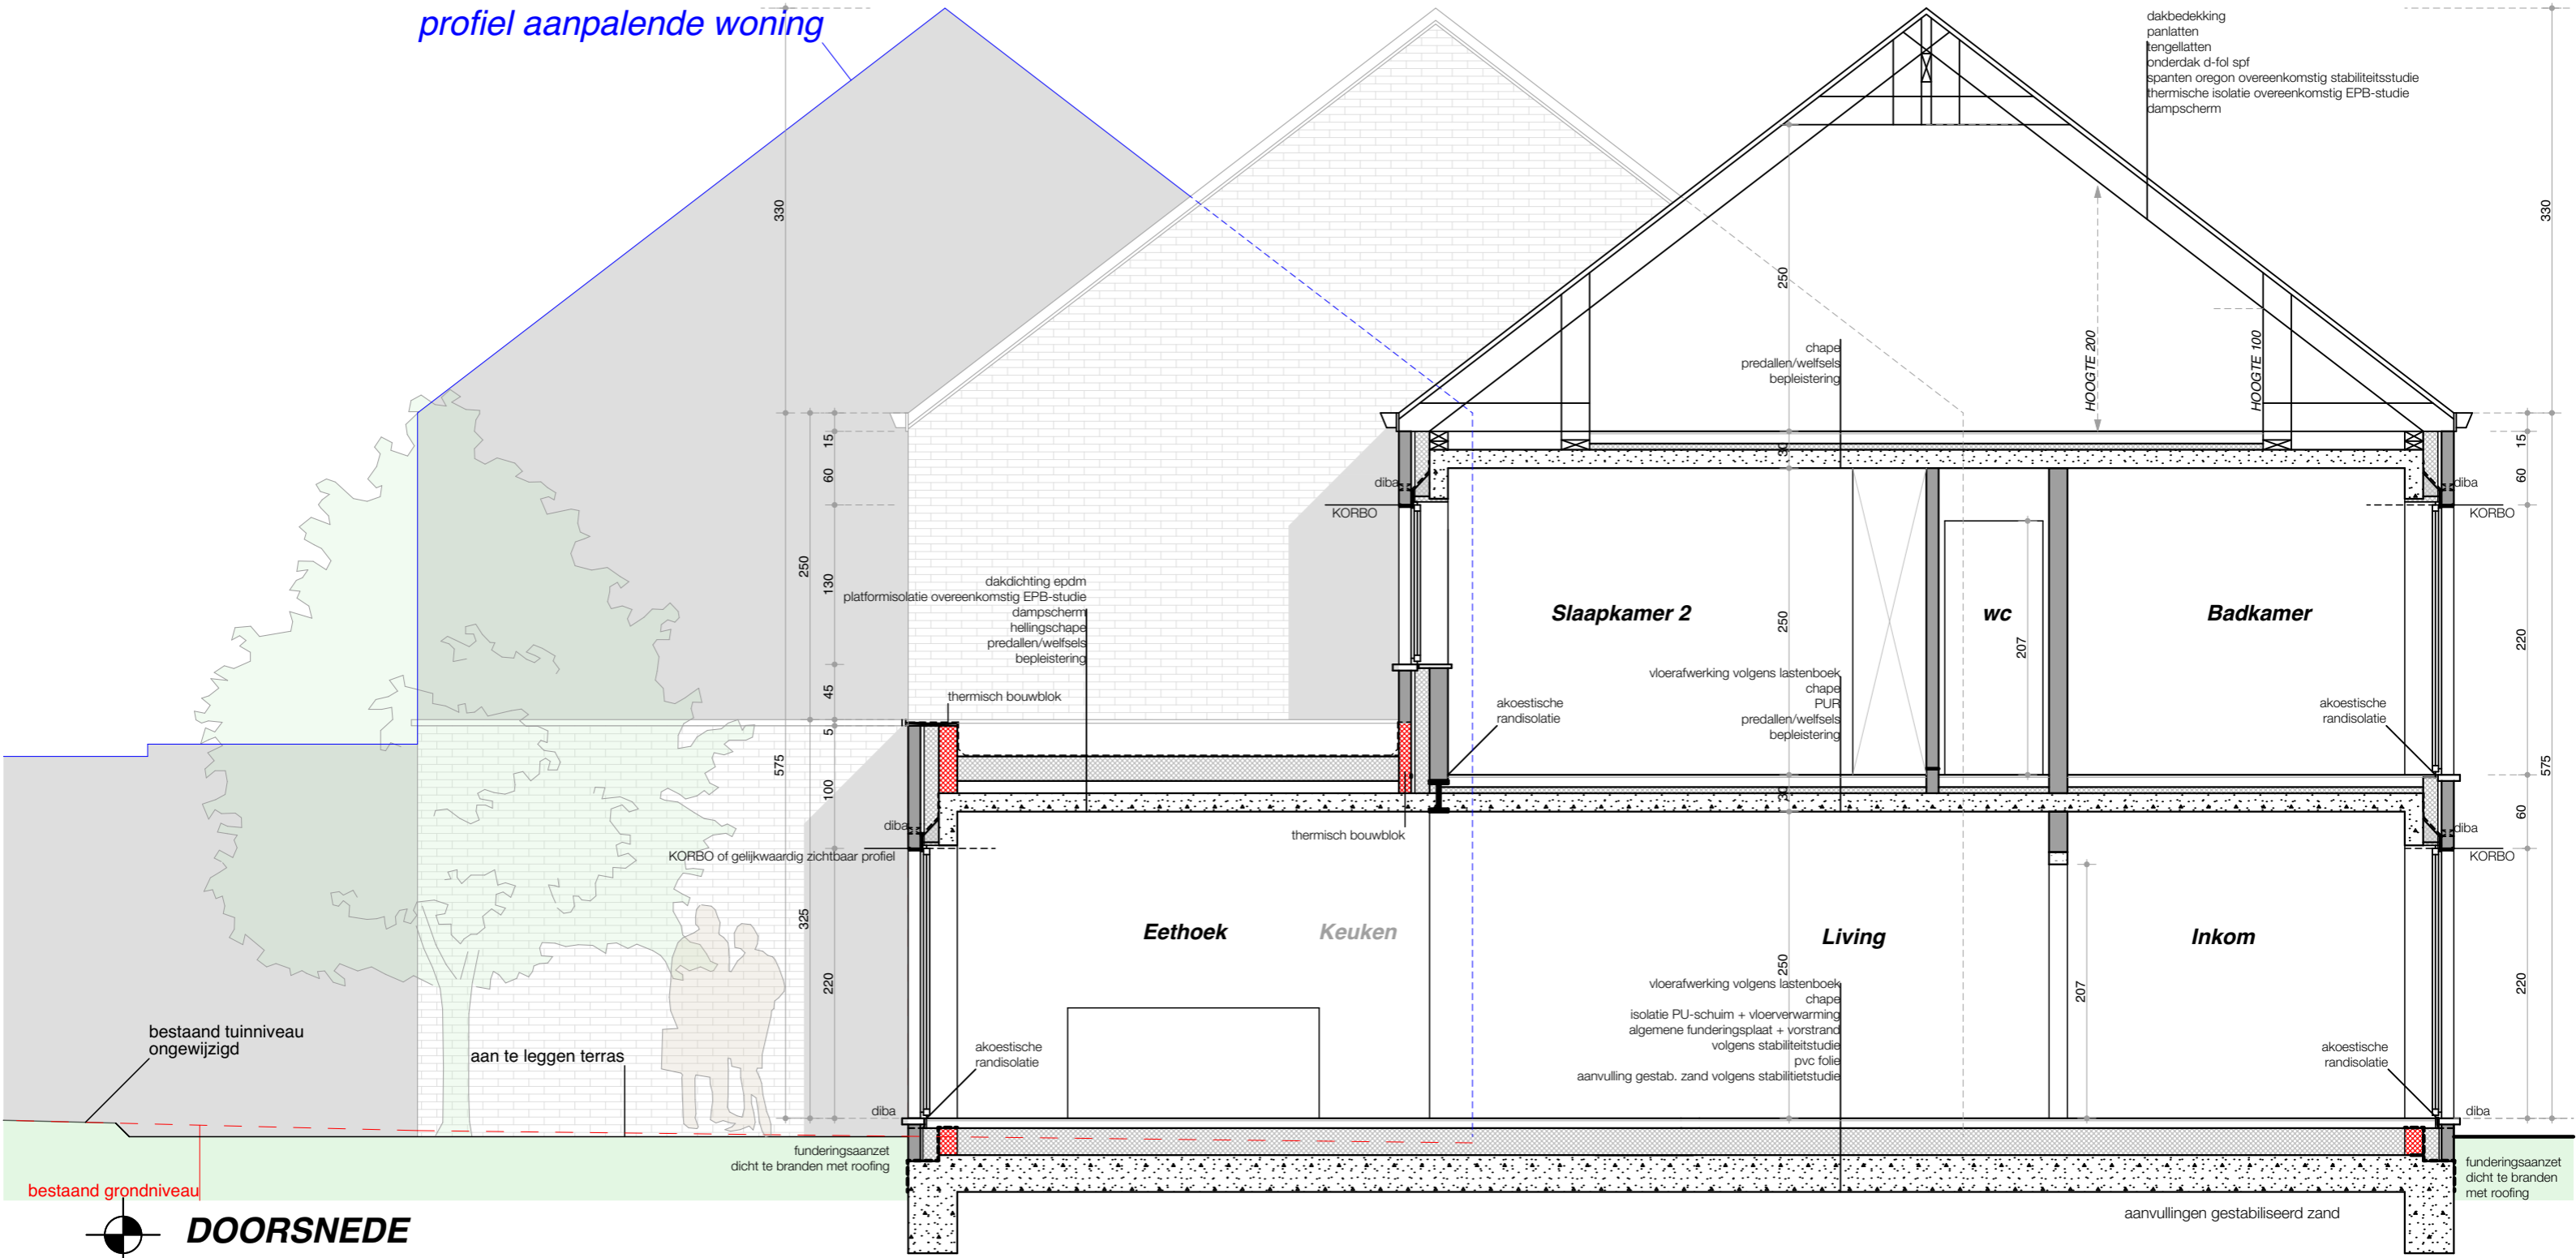 profiel aanpalende woning
dakbedekking
panlatten
tengellatten
onderdak d-fol spf
spanten oregon overeenkomstig stabiliteitsstudie
thermische isolatie overeenkomstig EPB-studie
dampscherm
330
330
250
HOOGTE 200
HOOGTE 100
chape
predallen/welfsels
bepleistering
15
60
250
130
45
5
575
100
325
220
30
diba
KORBO
diba
KORBO
15
60
220
575
60
220
dakdichting epdm
platformisolatie overeenkomstig EPB-studie
dampscherm
hellingschape
predallen/welfsels
bepleistering
thermisch bouwblok
Slaapkamer 2
250
wc
207
Badkamer
vloerafwerking volgens lastenboek
chape
PUR
predallen/welfsels
bepleistering
akoestische
randisolatie
akoestische
randisolatie
30
diba
KORBO of gelijkwaardig zichtbaar profiel
thermisch bouwblok
diba
KORBO
Eethoek
Keuken
Living
Inkom
250
207
vloerafwerking volgens lastenboek
chape
isolatie PU-schuim + vloerverwarming
algemene funderingsplaat + vorstrand
volgens stabiliteitstudie
pvc folie
aanvulling gestab. zand volgens stabilitietstudie
akoestische
randisolatie
akoestische
randisolatie
bestaand tuinniveau
ongewijzigd
aan te leggen terras
diba
diba
funderingsaanzet
dicht te branden met roofing
funderingsaanzet
dicht te branden
met roofing
bestaand grondniveau
aanvullingen gestabiliseerd zand
DOORSNEDE